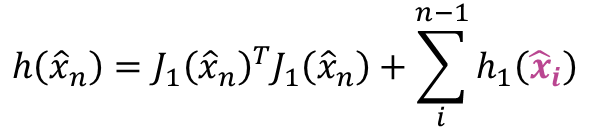 h(x̂ₙ) = J₁(x̂ₙ)ᵀJ₁(x̂ₙ) + ∑ᵢⁿ⁻¹ h₁(x̂ᵢ)